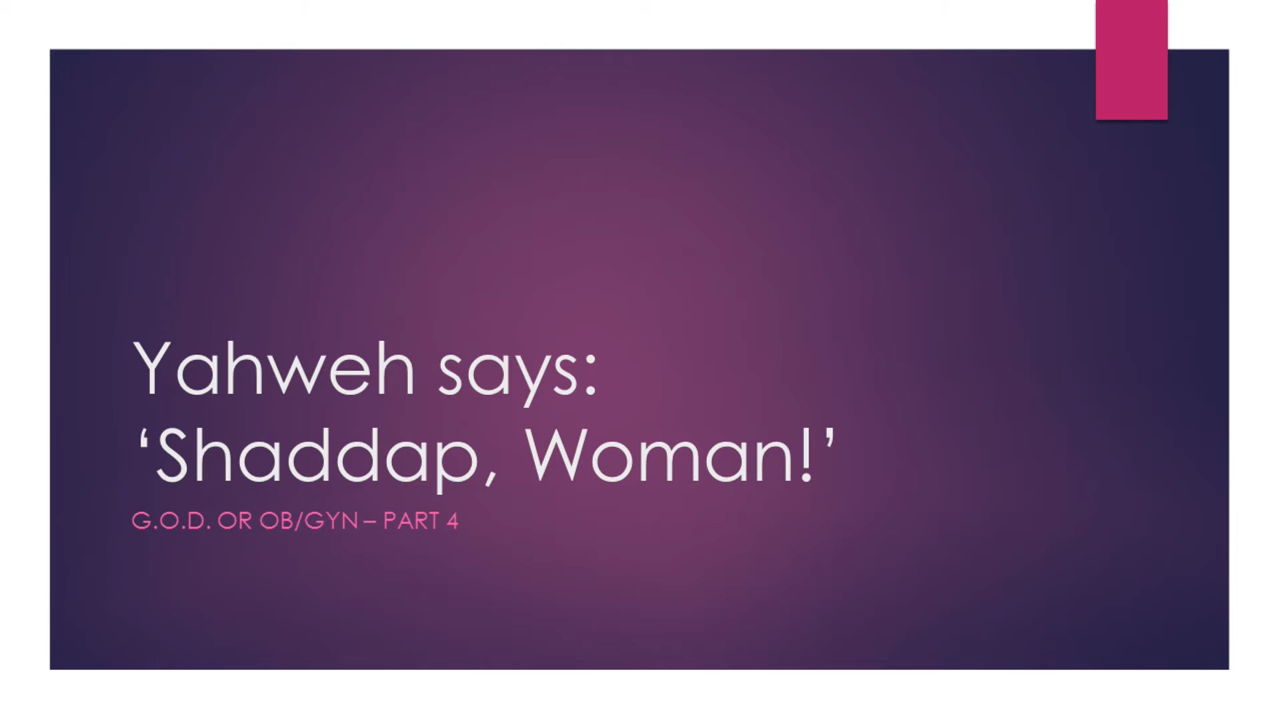 Yahweh says:
‘Shaddap, Woman!’
G.O.D. OR OB/GYN – PART 4